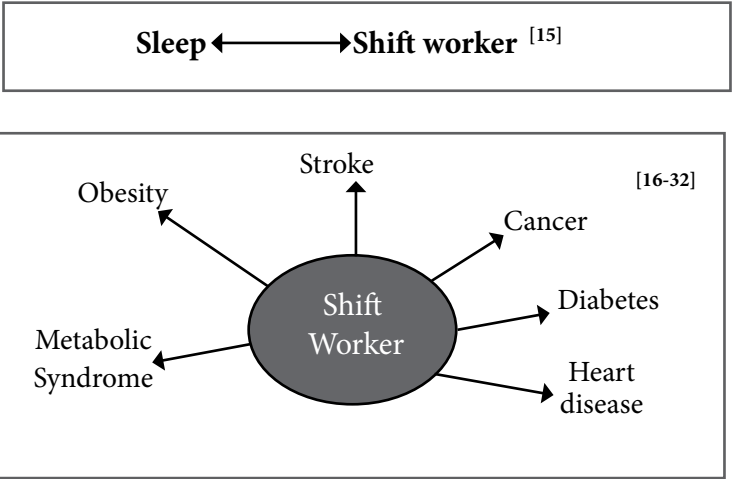 Sleep Shift worker [15]
Stroke
[16-32]
Obesity
Cancer
Shift
Worker
Diabetes
Metabolic
Syndrome
Heart
disease